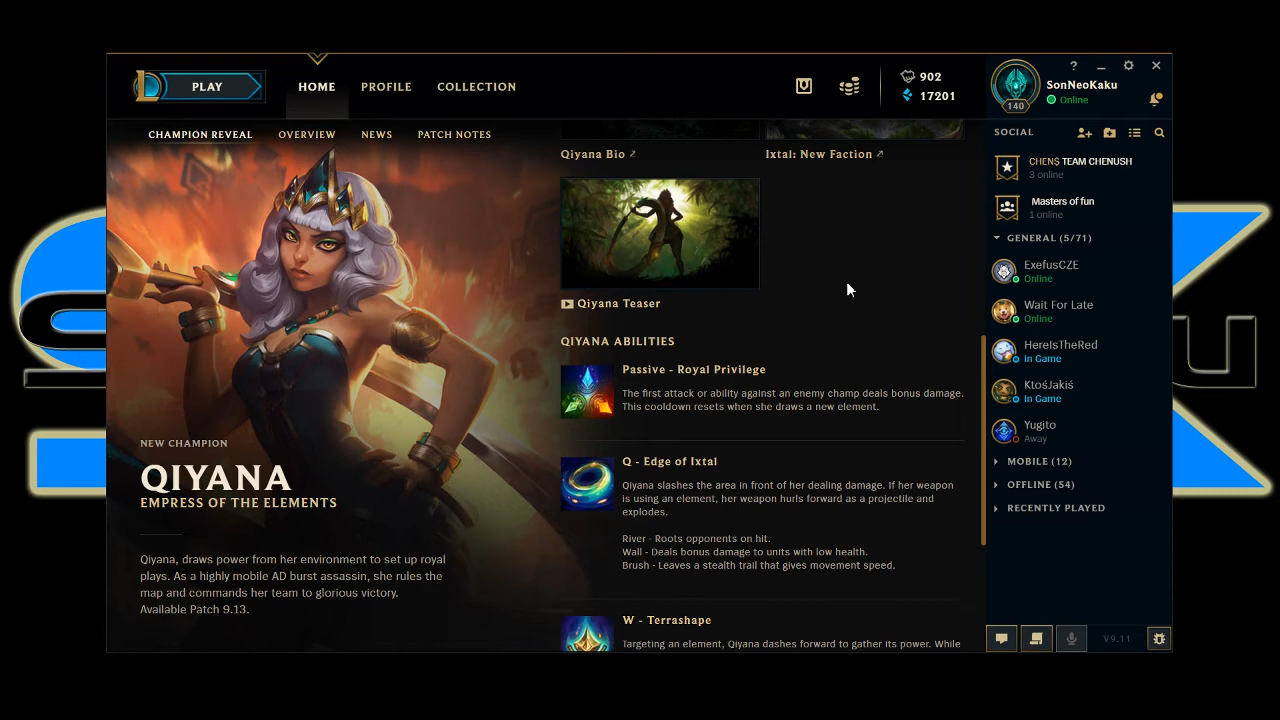 PLAY
HOME
PROFILE
COLLECTION
902
17201
?
140
SonNeoKaku
Online
CHAMPION REVEAL
OVERVIEW
NEWS
PATCH NOTES
Qiyana Bio
Ixtal: New Faction
Qiyana Teaser
QIYANA ABILITIES
Passive - Royal Privilege
The first attack or ability against an enemy champ deals bonus damage.
This cooldown resets when she draws a new element.
Q - Edge of Ixtal
Qiyana slashes the area in front of her dealing damage. If her weapon
is using an element, her weapon hurls forward as a projectile and
explodes.
River - Roots opponents on hit.
Wall - Deals bonus damage to units with low health.
Brush - Leaves a stealth trail that gives movement speed.
W - Terrashape
Targeting an element, Qiyana dashes forward to gather its power. While
NEW CHAMPION
QIYANA
EMPRESS OF THE ELEMENTS
Qiyana, draws power from her environment to set up royal
plays. As a highly mobile AD burst assassin, she rules the
map and commands her team to glorious victory.
Available Patch 9.13.
SOCIAL
CHEN$ TEAM CHENUSH
3 online
Masters of fun
1 online
GENERAL (5/71)
ExefusCZE
Online
Wait For Late
Online
HereIsTheRed
In Game
KtośJakiś
In Game
Yugito
Away
MOBILE (12)
OFFLINE (54)
RECENTLY PLAYED
V9.11